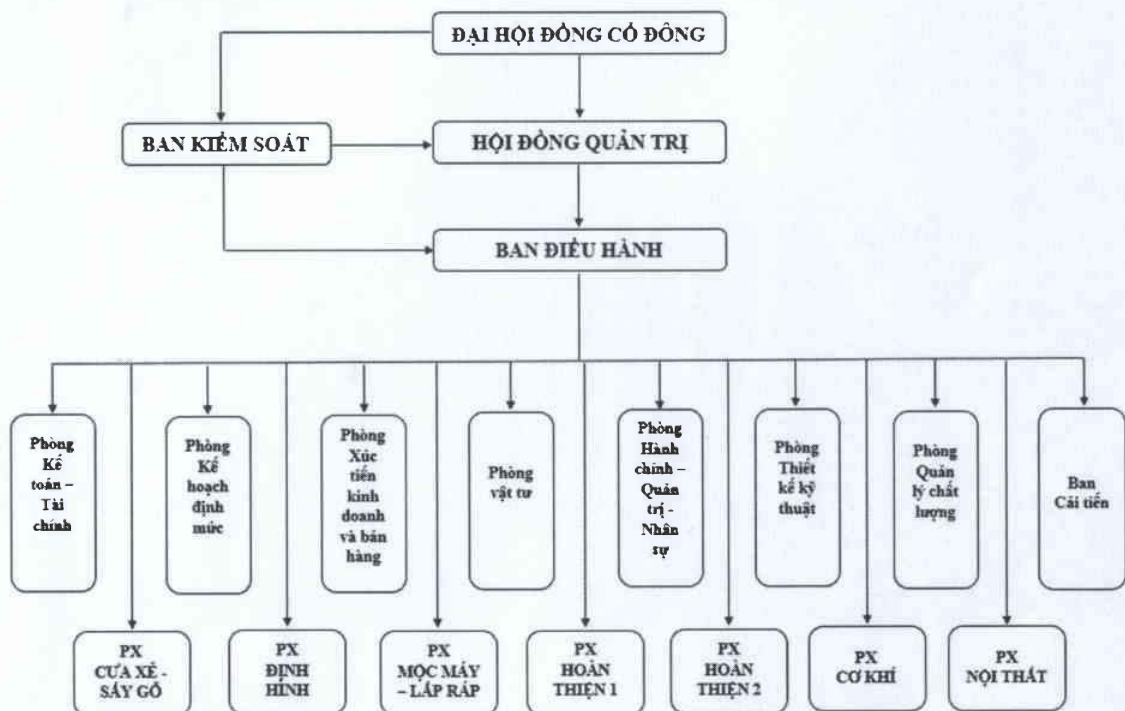 ĐẠI HỘI ĐỒNG CỔ ĐÔNG
BAN KIỂM SOÁT
HỘI ĐỒNG QUẢN TRỊ
BAN ĐIỀU HÀNH
Phòng
Kế
toán –
Tài
chính
Phòng
Kế
hoạch
định
mức
Phòng
Xúc
tiến
kinh
doanh
và bán
hàng
Phòng
vật tư
Phòng
Hành
chính –
Quản
trị -
Nhân
sự
Phòng
Thiết
kế kỹ
thuật
Phòng
Quản
lý chất
lượng
Ban
Cải tiến
PX
CƯA XẺ -
SẤY GỖ
PX
ĐỊNH
HÌNH
PX
MỘC MÁY
– LẮP RÁP
PX
HOÀN
THIỆN 1
PX
HOÀN
THIỆN 2
PX
CƠ KHÍ
PX
NỘI THẤT